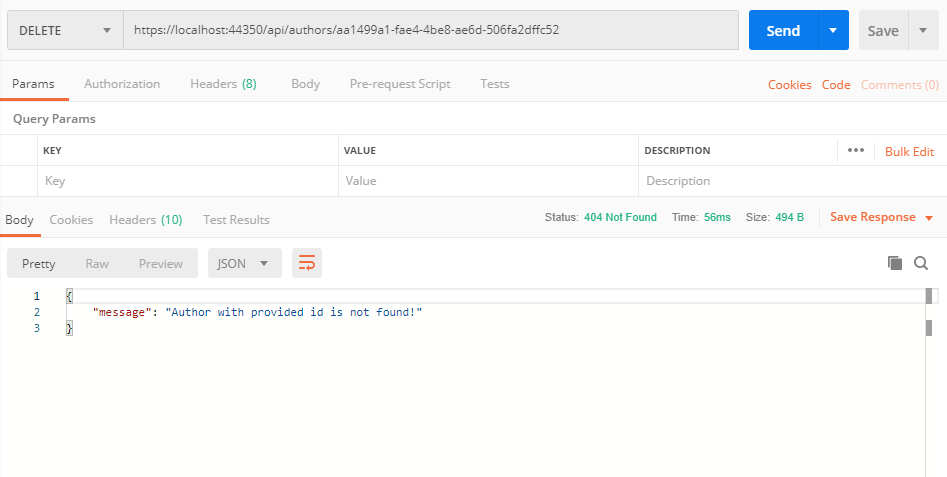 DELETE https://localhost:44350/api/authors/aa1499a1-fae4-4be8-ae6d-506fa2dffc52 Send Save
Params Authorization Headers (8) Body Pre-request Script Tests Cookies Code Comments (0)
Query Params
KEY VALUE DESCRIPTION ••• Bulk Edit
Key Value Description
Body Cookies Headers (10) Test Results Status: 404 Not Found Time: 56ms Size: 494 B Save Response
Pretty Raw Preview JSON
1 {
2 "message": "Author with provided id is not found!"
3 }